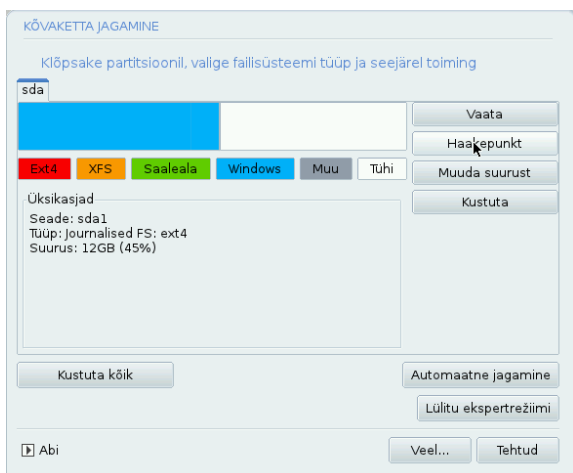 KÕVAKETTA JAGAMINE
Klõpsake partitsioonil, valige failisüsteemi tüüp ja seejärel toiming
sda
Vaata
Haakepunkt
Ext4 XFS Saaleala Windows Muu Tühi
Muuda suurust
Kustuta
Üksikasjad
Seade: sda1
Tüüp: Journalised FS: ext4
Suurus: 12GB (45%)
Kustuta kõik
Automaatne jagamine
Lülitu ekspertrežiimi
Abi
Veel... Tehtud